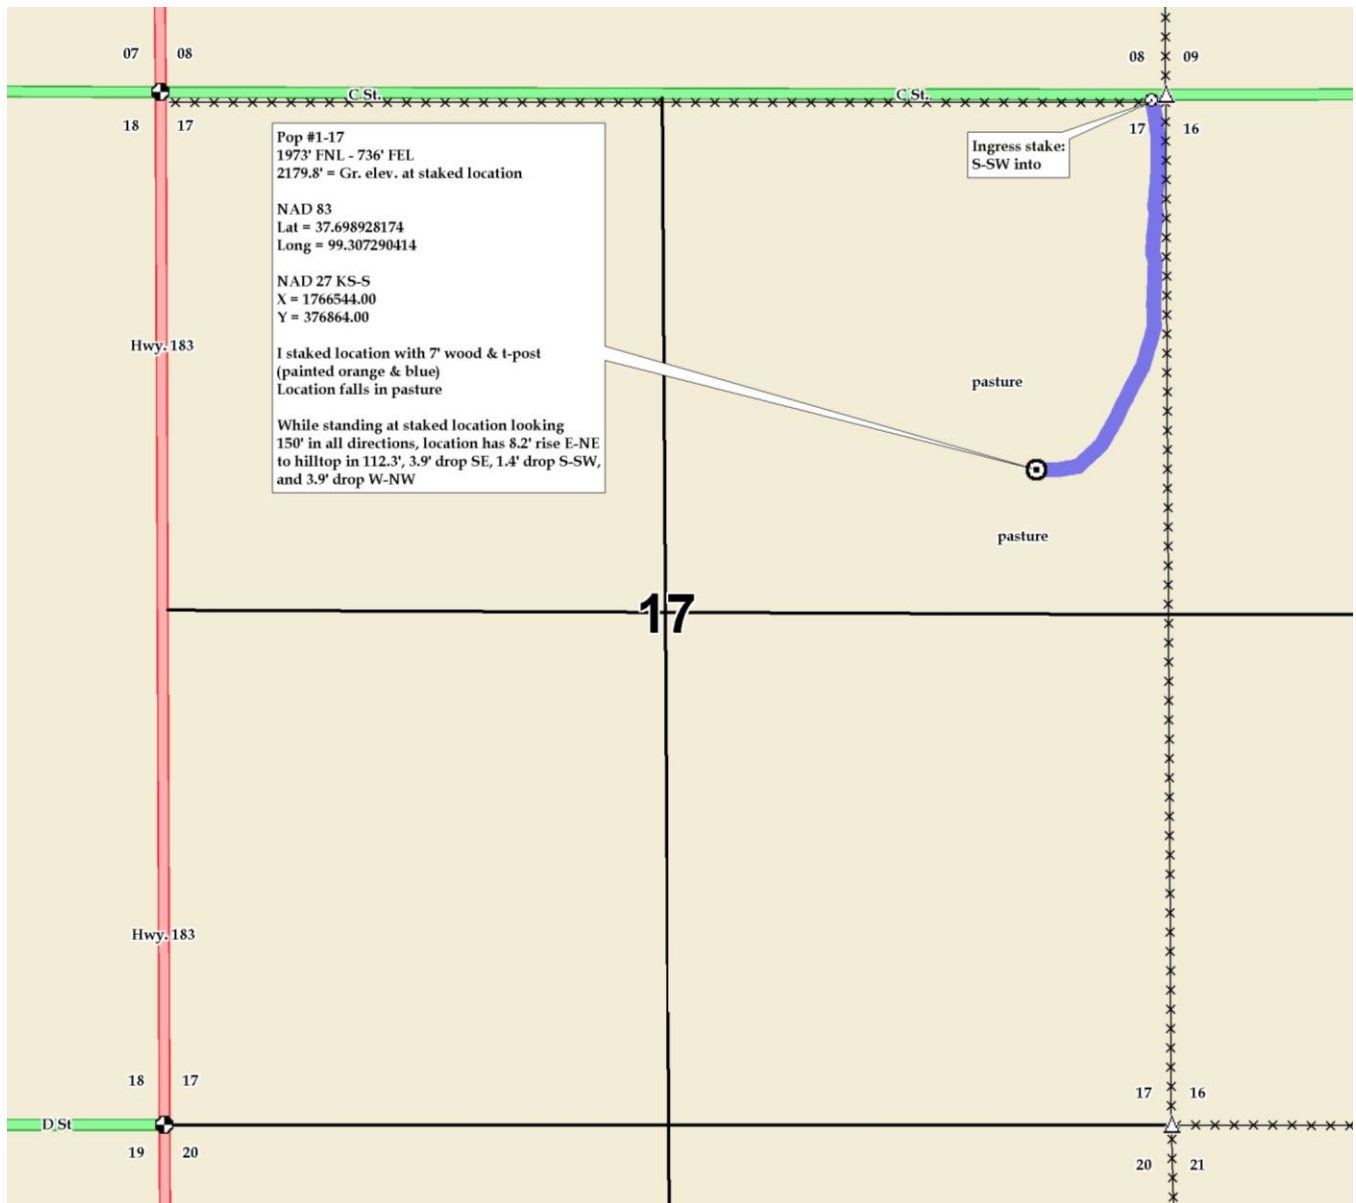 07 08
08 09
C St.
C St.
18 17
17 16
Pop #1-17
1973' FNL - 736' FEL
2179.8' = Gr. elev. at staked location
NAD 83
Lat = 37.698928174
Long = 99.307290414
NAD 27 KS-S
X = 1766544.00
Y = 376864.00
I staked location with 7' wood & t-post
(painted orange & blue)
Location falls in pasture
While standing at staked location looking
150' in all directions, location has 8.2' rise E-NE
to hilltop in 112.3', 3.9' drop SE, 1.4' drop S-SW,
and 3.9' drop W-NW
Ingress stake:
S-SW into
Hwy. 183
pasture
pasture
17
Hwy. 183
18 17
17 16
D St
19 20
20 21